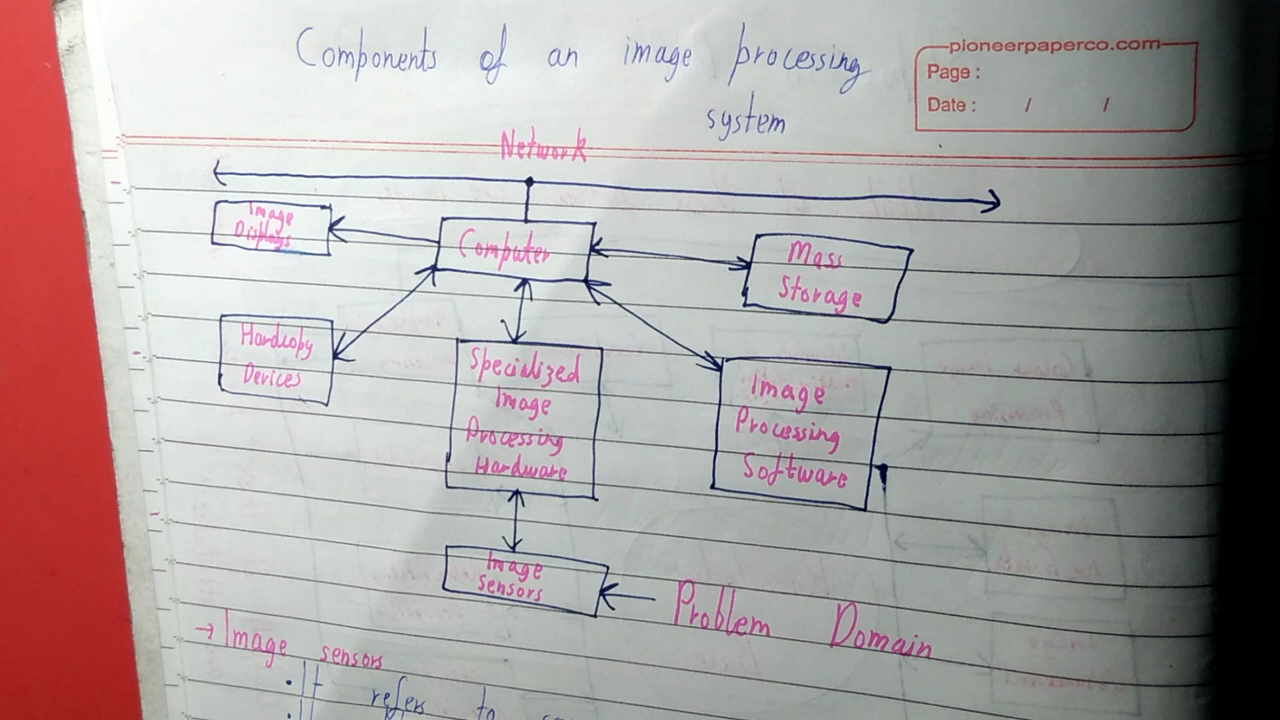 Components of an image processing
system
pioneerpaperco.com
Page :
Date : / /
Network
Image
Displays
Computer
Mass
Storage
Hardcopy
Devices
Specialized
Image
Processing
Hardware
Image
Processing
Software
Image
Sensors
Problem Domain
→ Image sensors
• It refers to